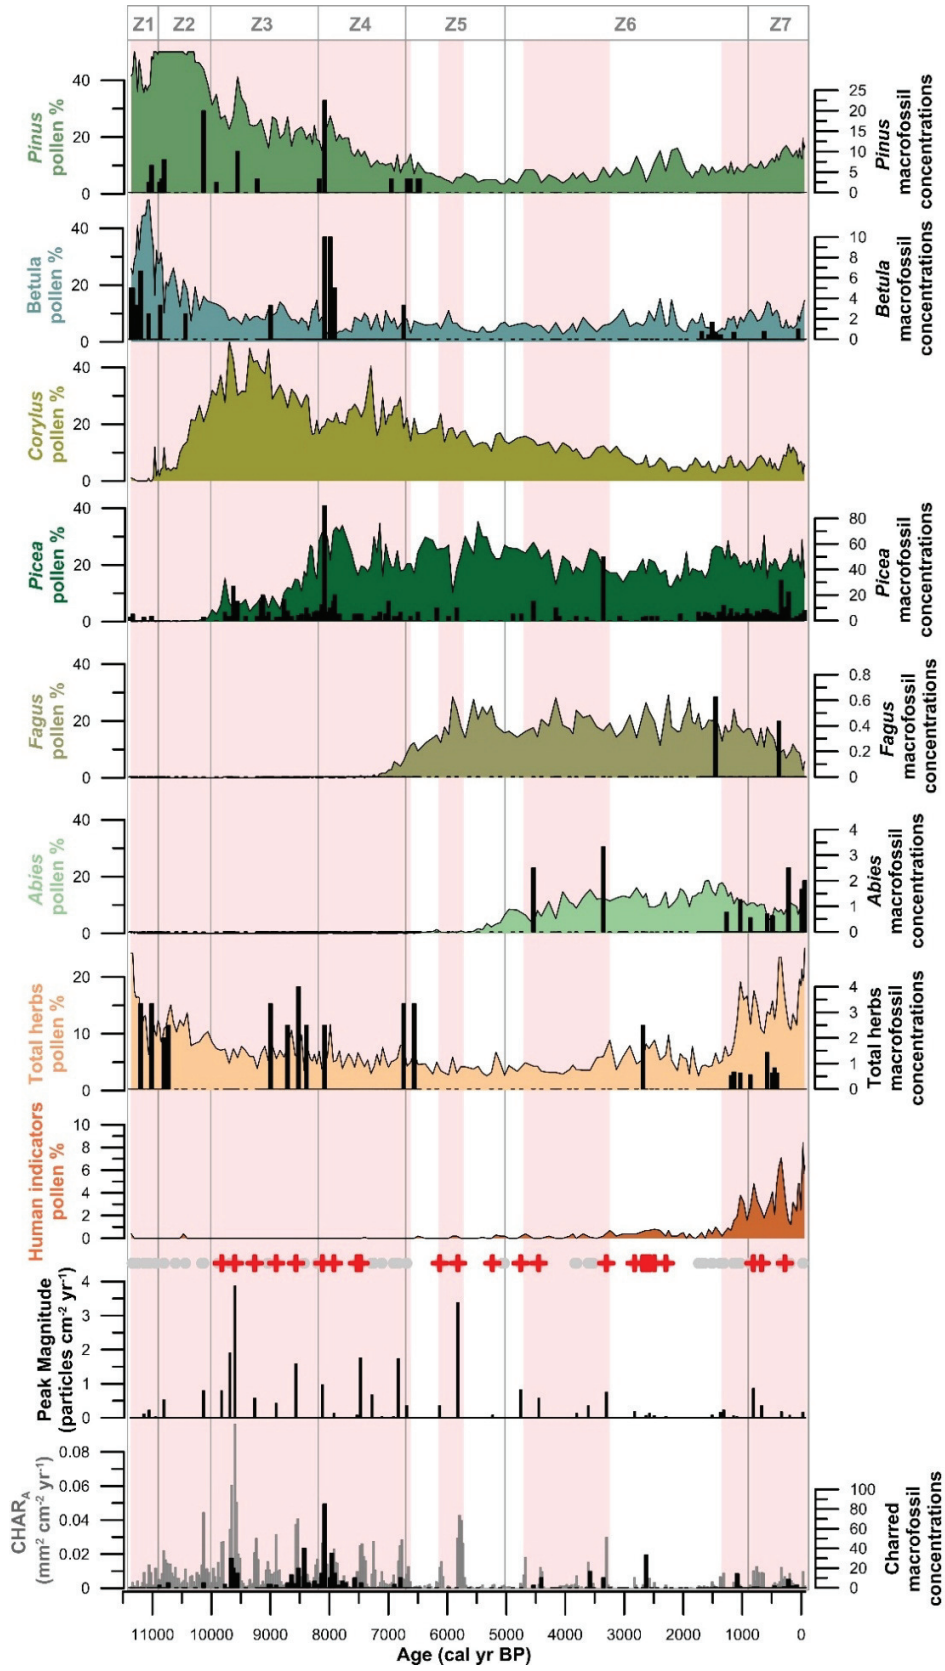 Z1 Z2 Z3 Z4 Z5 Z6 Z7
Pinus
pollen %
40
20
0
25
20
15
10
5
0
Pinus
macrofossil
concentrations
Betula
pollen %
40
20
0
10
8
6
4
2
0
Betula
macrofossil
concentrations
Corylus
pollen %
40
20
0
Picea
pollen %
40
20
0
80
60
40
20
0
Picea
macrofossil
concentrations
Fagus
pollen %
40
20
0
0.8
0.6
0.4
0.2
0
Fagus
macrofossil
concentrations
Abies
pollen %
40
20
0
4
3
2
1
0
Abies
macrofossil
concentrations
Total herbs
pollen %
20
10
0
4
3
2
1
0
Total herbs
macrofossil
concentrations
Human indicators
pollen %
10
8
6
4
2
0
Peak Magnitude
(particles cm⁻² yr⁻¹)
4
3
2
1
0
CHAR_A
(mm² cm⁻² yr⁻¹)
0.08
0.06
0.04
0.02
0
100
80
60
40
20
0
Charred
macrofossil
concentrations
11000 10000 9000 8000 7000 6000 5000 4000 3000 2000 1000 0
Age (cal yr BP)